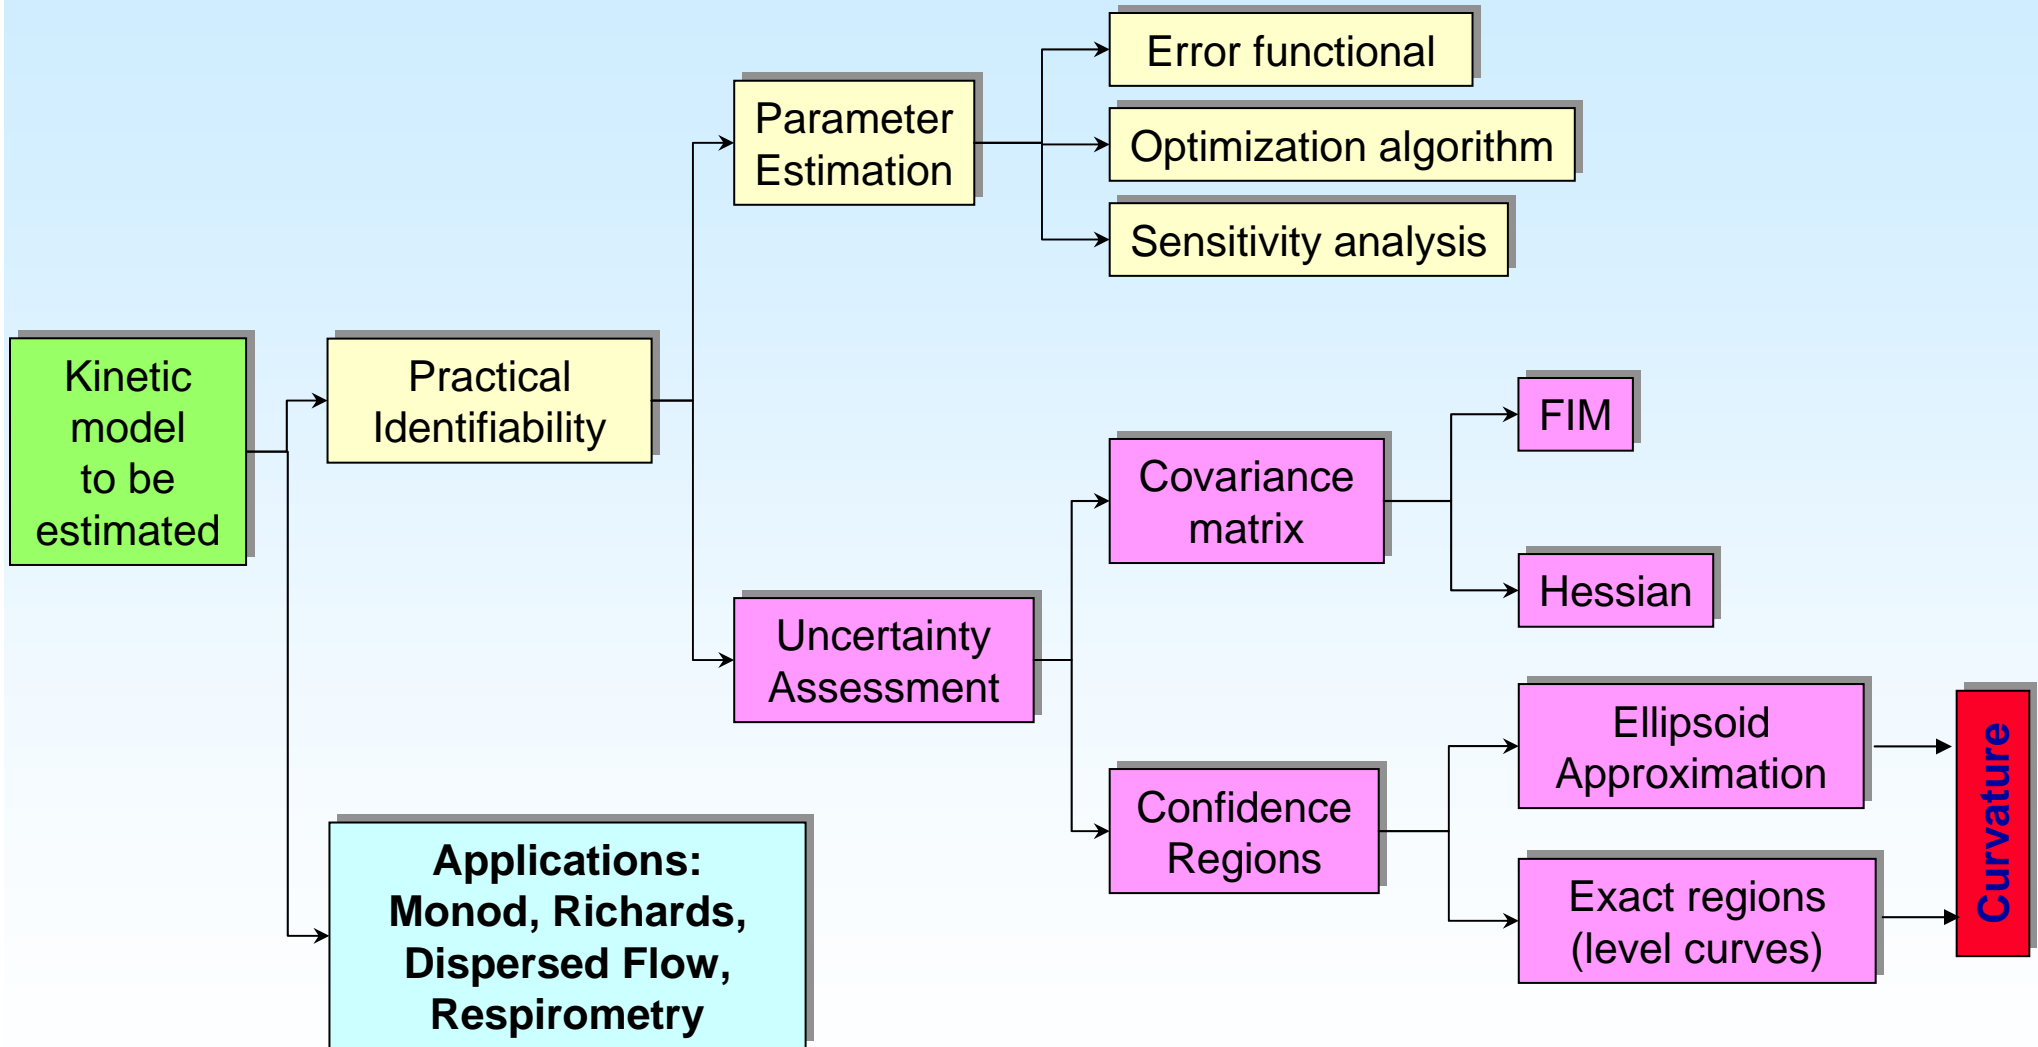 Kinetic
model
to be
estimated
Practical
Identifiability
Parameter
Estimation
Error functional
Optimization algorithm
Sensitivity analysis
Uncertainty
Assessment
Covariance
matrix
FIM
Hessian
Confidence
Regions
Ellipsoid
Approximation
Exact regions
(level curves)
Curvature
Applications:
Monod, Richards,
Dispersed Flow,
Respirometry